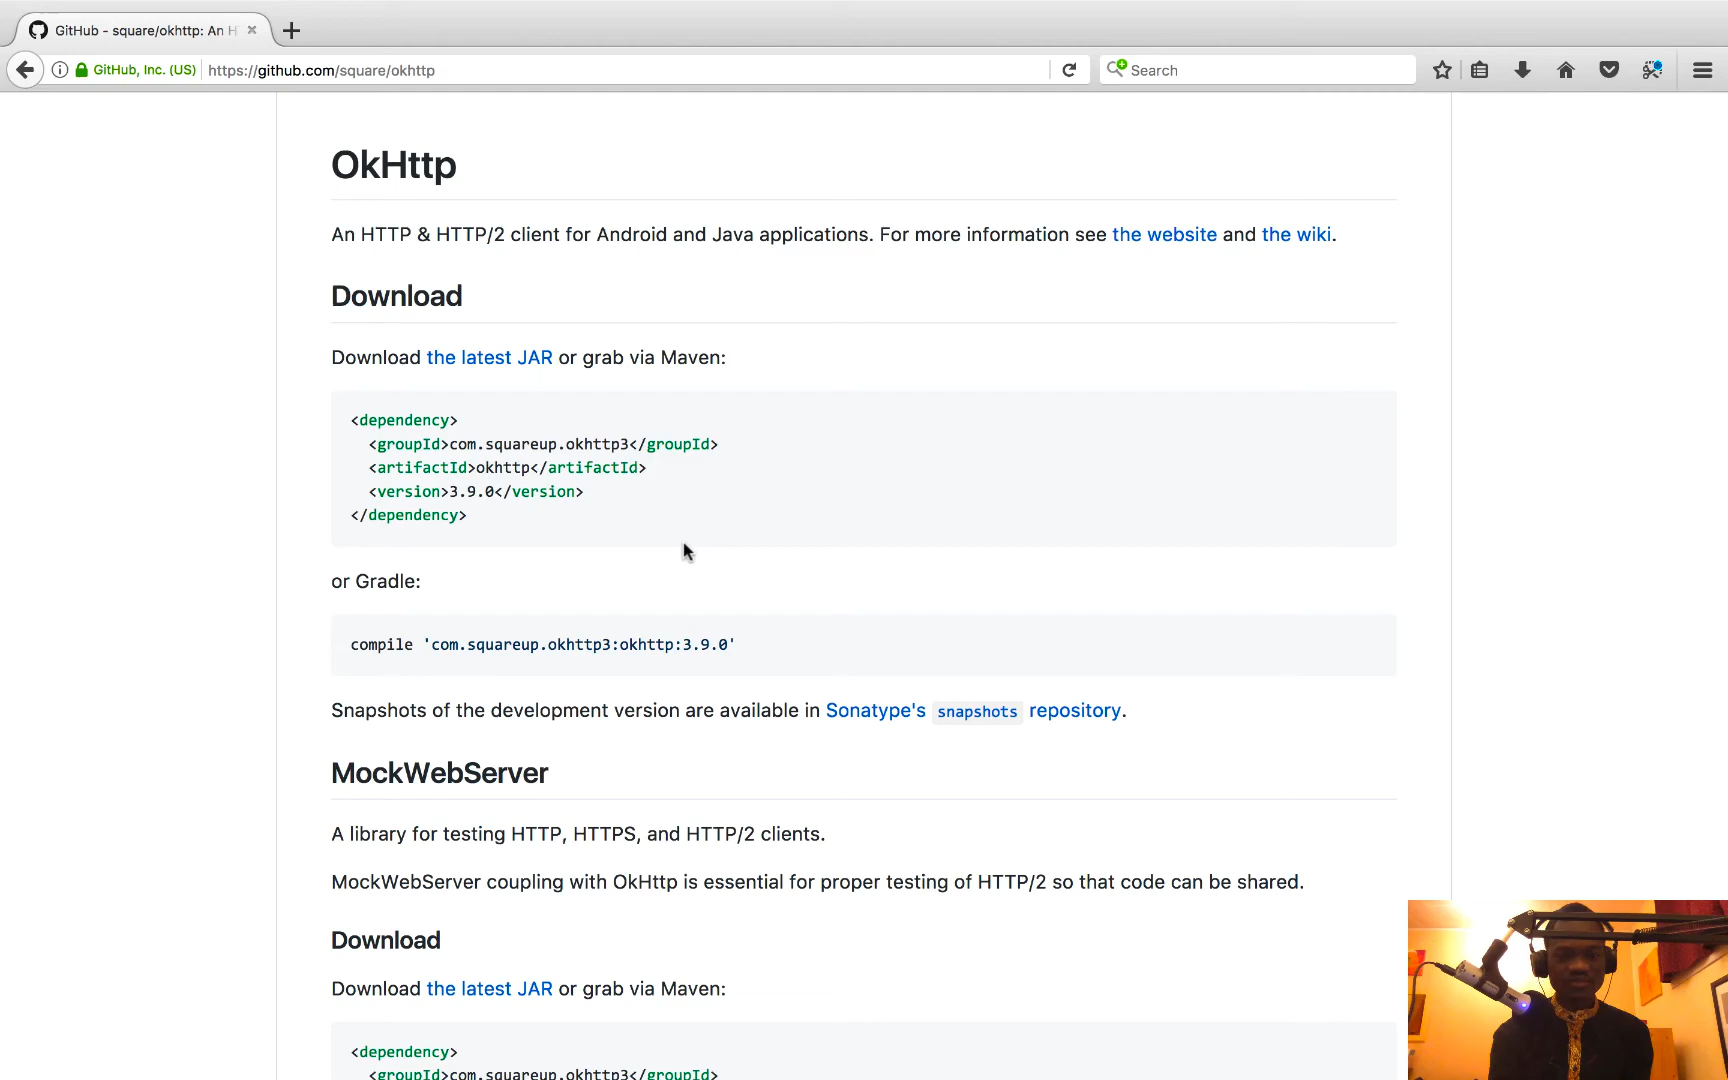 GitHub - square/okhttp: An H
GitHub, Inc. (US)
https://github.com/square/okhttp
Search
OkHttp
An HTTP & HTTP/2 client for Android and Java applications. For more information see the website and the wiki.
Download
Download the latest JAR or grab via Maven:
<dependency>
  <groupId>com.squareup.okhttp3</groupId>
  <artifactId>okhttp</artifactId>
  <version>3.9.0</version>
</dependency>
or Gradle:
compile 'com.squareup.okhttp3:okhttp:3.9.0'
Snapshots of the development version are available in Sonatype's snapshots repository.
MockWebServer
A library for testing HTTP, HTTPS, and HTTP/2 clients.
MockWebServer coupling with OkHttp is essential for proper testing of HTTP/2 so that code can be shared.
Download
Download the latest JAR or grab via Maven:
<dependency>
  <groupId>com.squareup.okhttp3</groupId>